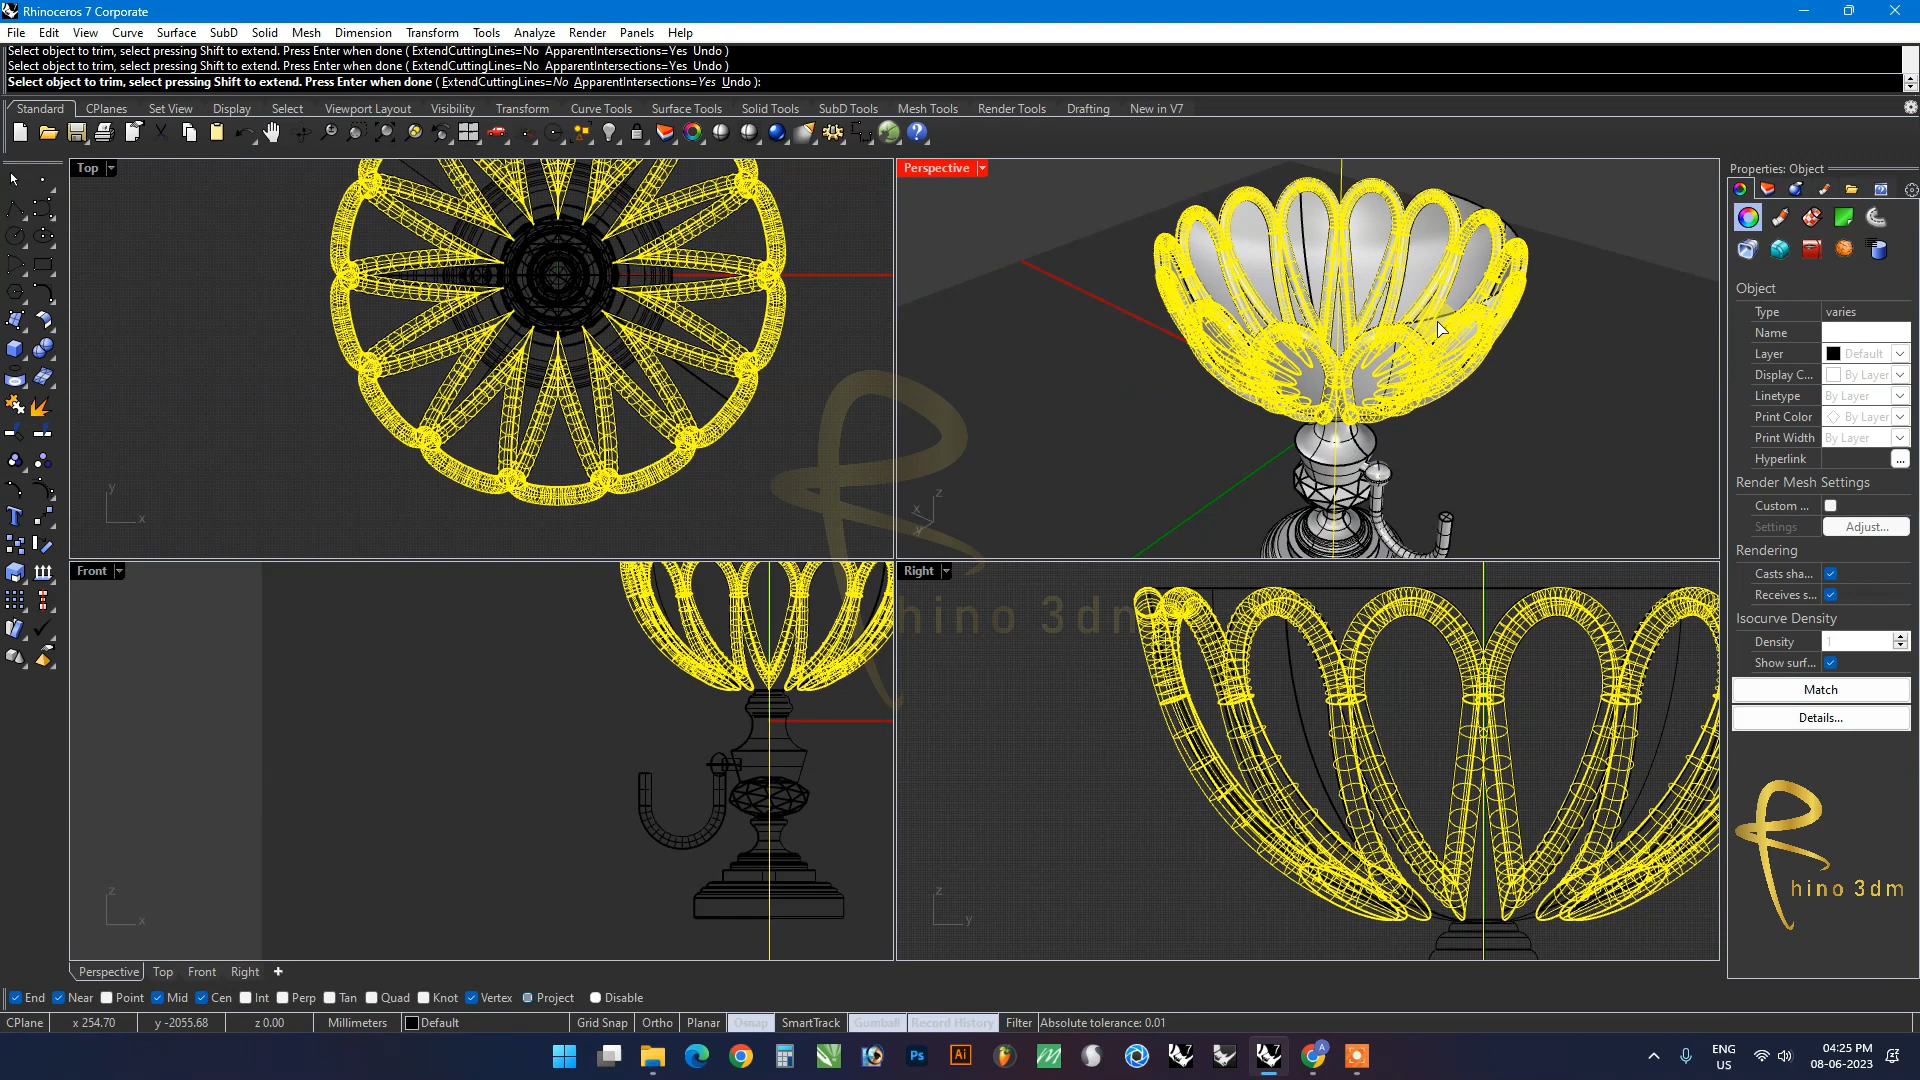 Rhinoceros 7 Corporate
File Edit View Curve Surface SubD Solid Mesh Dimension Transform Tools Analyze Render Panels Help
Select object to trim, select pressing Shift to extend. Press Enter when done ( ExtendCuttingLines=No ApparentIntersections=Yes Undo )
Select object to trim, select pressing Shift to extend. Press Enter when done ( ExtendCuttingLines=No ApparentIntersections=Yes Undo )
Select object to trim, select pressing Shift to extend. Press Enter when done ( ExtendCuttingLines=No ApparentIntersections=Yes Undo ):
Standard CPlanes Set View Display Select Viewport Layout Visibility Transform Curve Tools Surface Tools Solid Tools SubD Tools Mesh Tools Render Tools Drafting New in V7
Top
Perspective
Properties: Object
Object
Type varies
Name
Layer Default
Display C... By Layer
Linetype By Layer
Print Color By Layer
Print Width By Layer
Hyperlink ...
Render Mesh Settings
Custom ...
Settings Adjust...
Rendering
Casts sha...
Receives s...
Isocurve Density
Density 1
Show surf...
Match
Details...
y
x
z
x
y
Front
Right
z
x
z
y
hino 3dm
Rhino 3dm
Perspective Top Front Right
End Near Point Mid Cen Int Perp Tan Quad Knot Vertex Project Disable
CPlane x 254.70 y -2055.68 z 0.00 Millimeters Default Grid Snap Ortho Planar Osnap SmartTrack Gumball Record History Filter Absolute tolerance: 0.01
Ps Ai
7
A
ENG
US
04:25 PM
08-06-2023